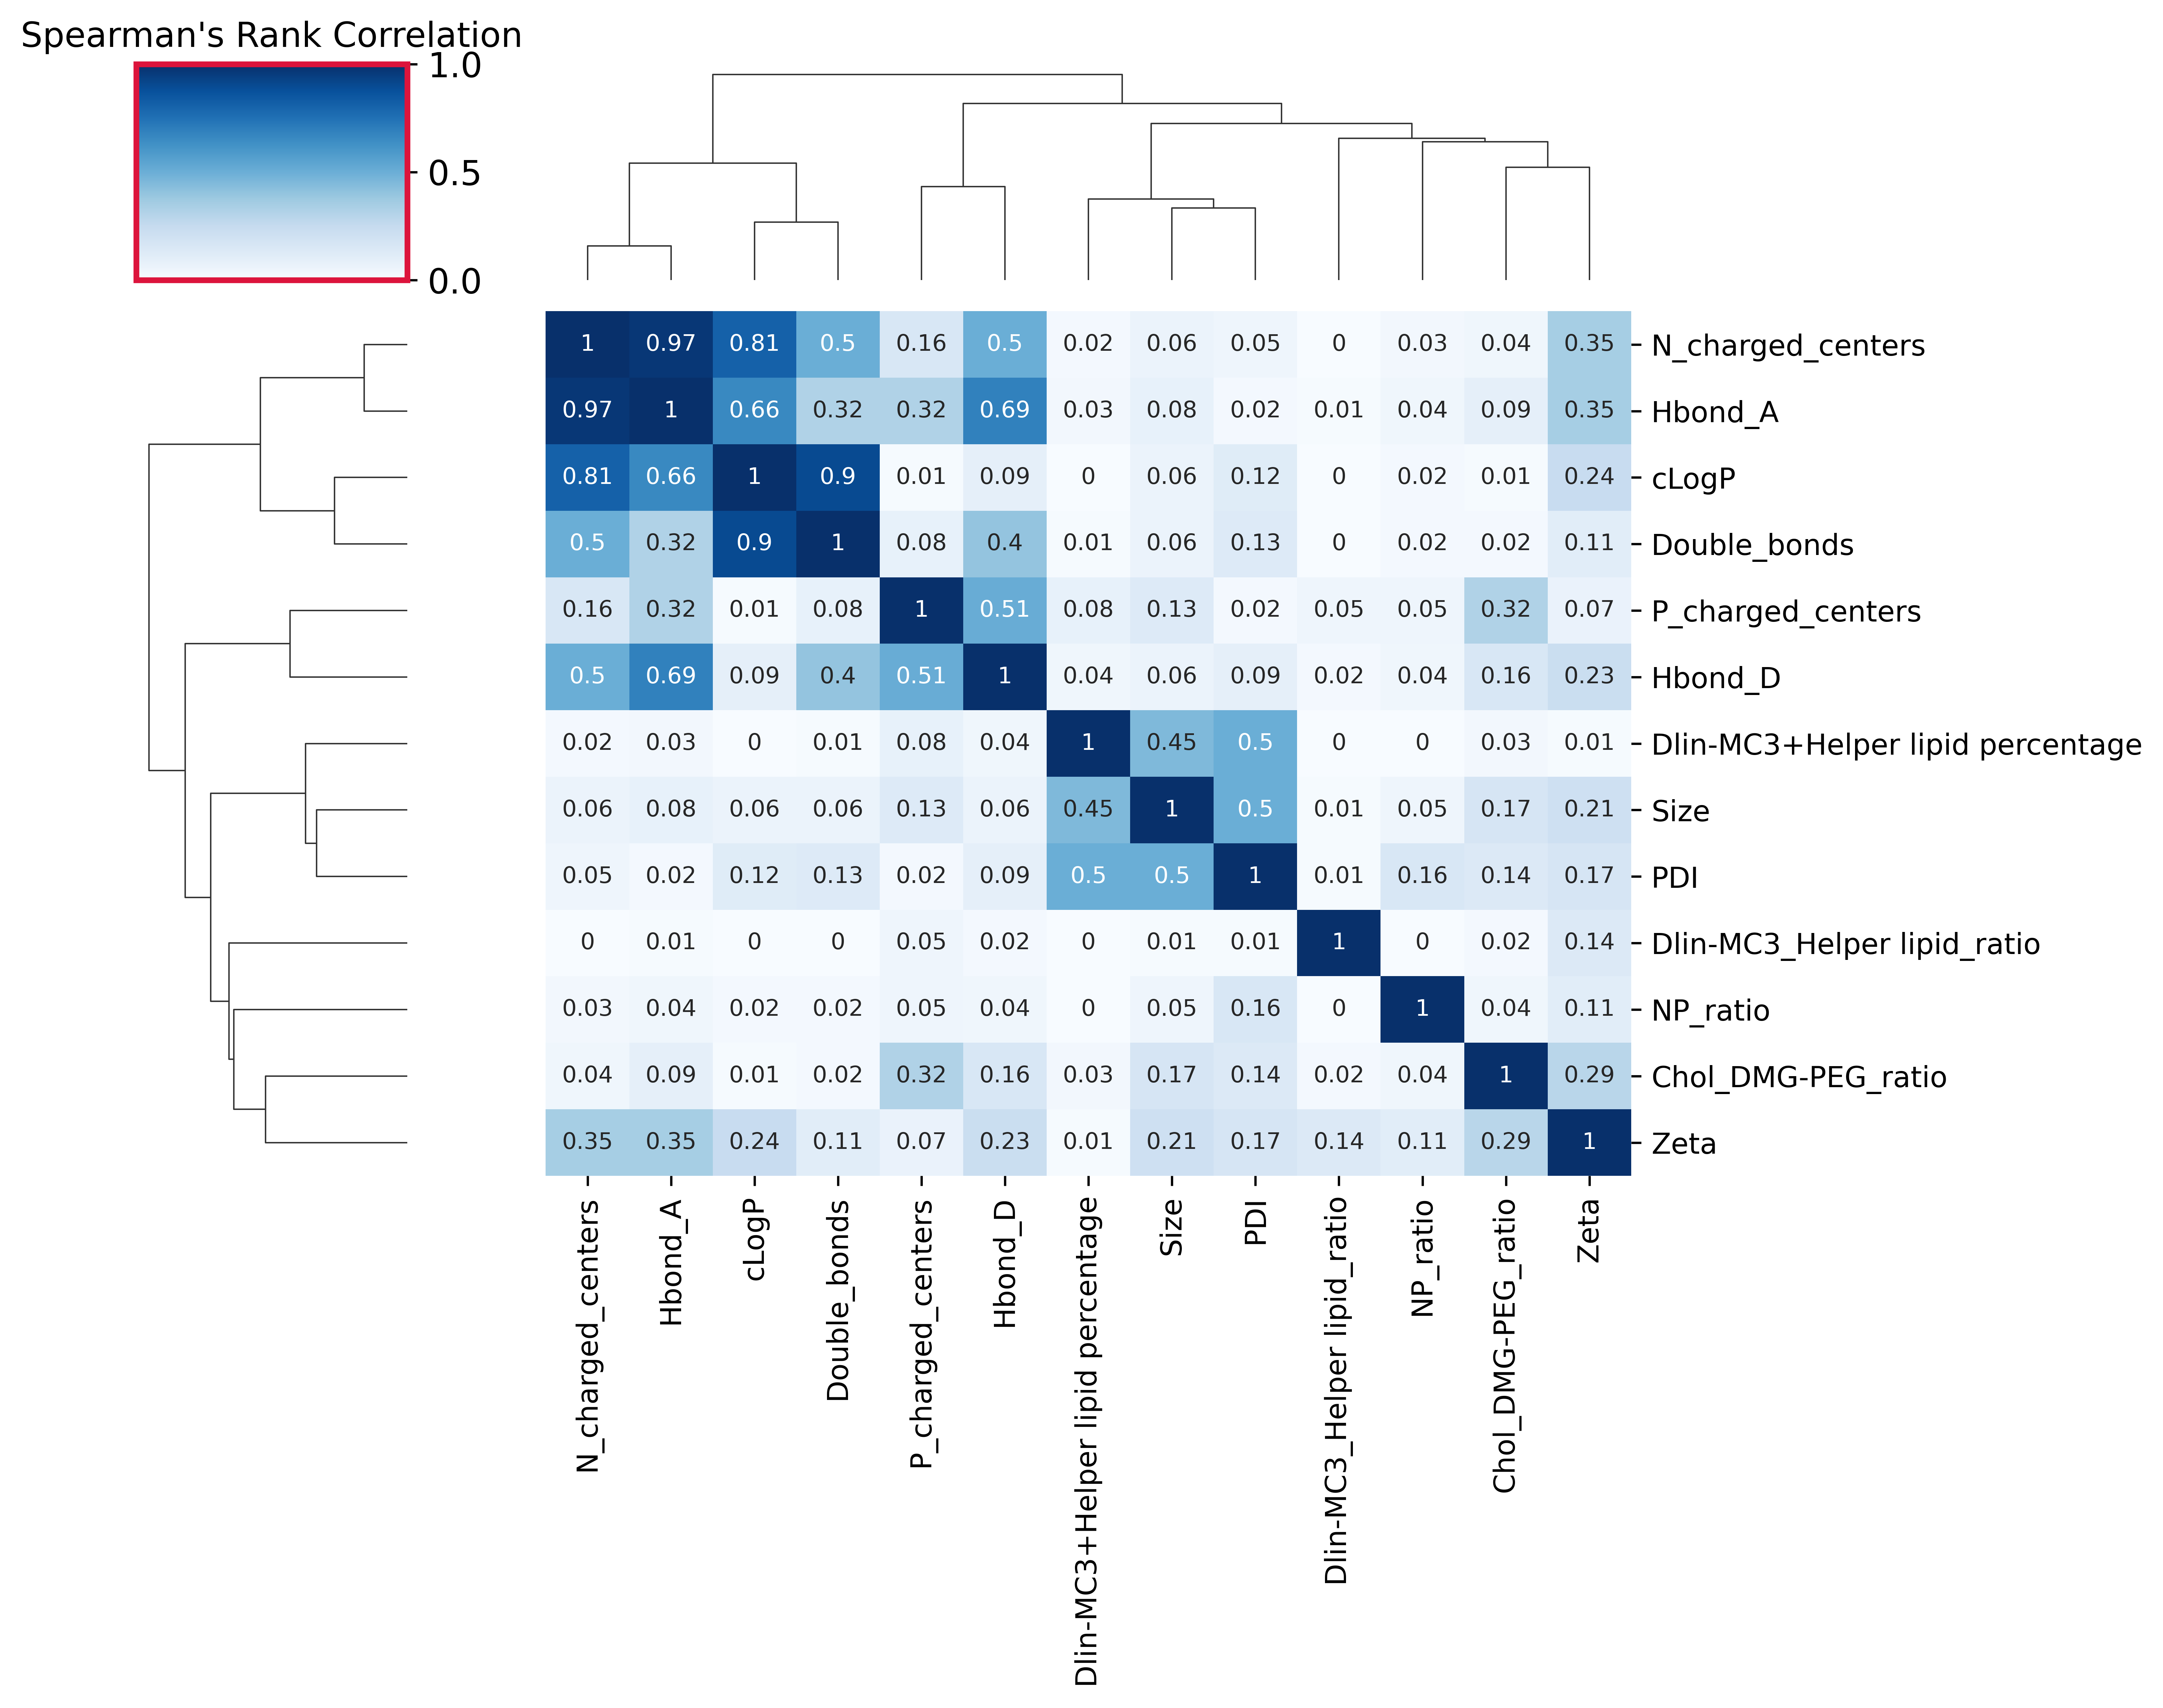 Spearman's Rank Correlation
1.0
0.5
0.0
1 0.97 0.81 0.5 0.16 0.5 0.02 0.06 0.05 0 0.03 0.04 0.35 N_charged_centers
0.97 1 0.66 0.32 0.32 0.69 0.03 0.08 0.02 0.01 0.04 0.09 0.35 Hbond_A
0.81 0.66 1 0.9 0.01 0.09 0 0.06 0.12 0 0.02 0.01 0.24 cLogP
0.5 0.32 0.9 1 0.08 0.4 0.01 0.06 0.13 0 0.02 0.02 0.11 Double_bonds
0.16 0.32 0.01 0.08 1 0.51 0.08 0.13 0.02 0.05 0.05 0.32 0.07 P_charged_centers
0.5 0.69 0.09 0.4 0.51 1 0.04 0.06 0.09 0.02 0.04 0.16 0.23 Hbond_D
0.02 0.03 0 0.01 0.08 0.04 1 0.45 0.5 0 0 0.03 0.01 Dlin-MC3+Helper lipid percentage
0.06 0.08 0.06 0.06 0.13 0.06 0.45 1 0.5 0.01 0.05 0.17 0.21 Size
0.05 0.02 0.12 0.13 0.02 0.09 0.5 0.5 1 0.01 0.16 0.14 0.17 PDI
0 0.01 0 0 0.05 0.02 0 0.01 0.01 1 0 0.02 0.14 Dlin-MC3_Helper lipid_ratio
0.03 0.04 0.02 0.02 0.05 0.04 0 0.05 0.16 0 1 0.04 0.11 NP_ratio
0.04 0.09 0.01 0.02 0.32 0.16 0.03 0.17 0.14 0.02 0.04 1 0.29 Chol_DMG-PEG_ratio
0.35 0.35 0.24 0.11 0.07 0.23 0.01 0.21 0.17 0.14 0.11 0.29 1 Zeta
N_charged_centers
Hbond_A
cLogP
Double_bonds
P_charged_centers
Hbond_D
Dlin-MC3+Helper lipid percentage
Size
PDI
Dlin-MC3_Helper lipid_ratio
NP_ratio
Chol_DMG-PEG_ratio
Zeta